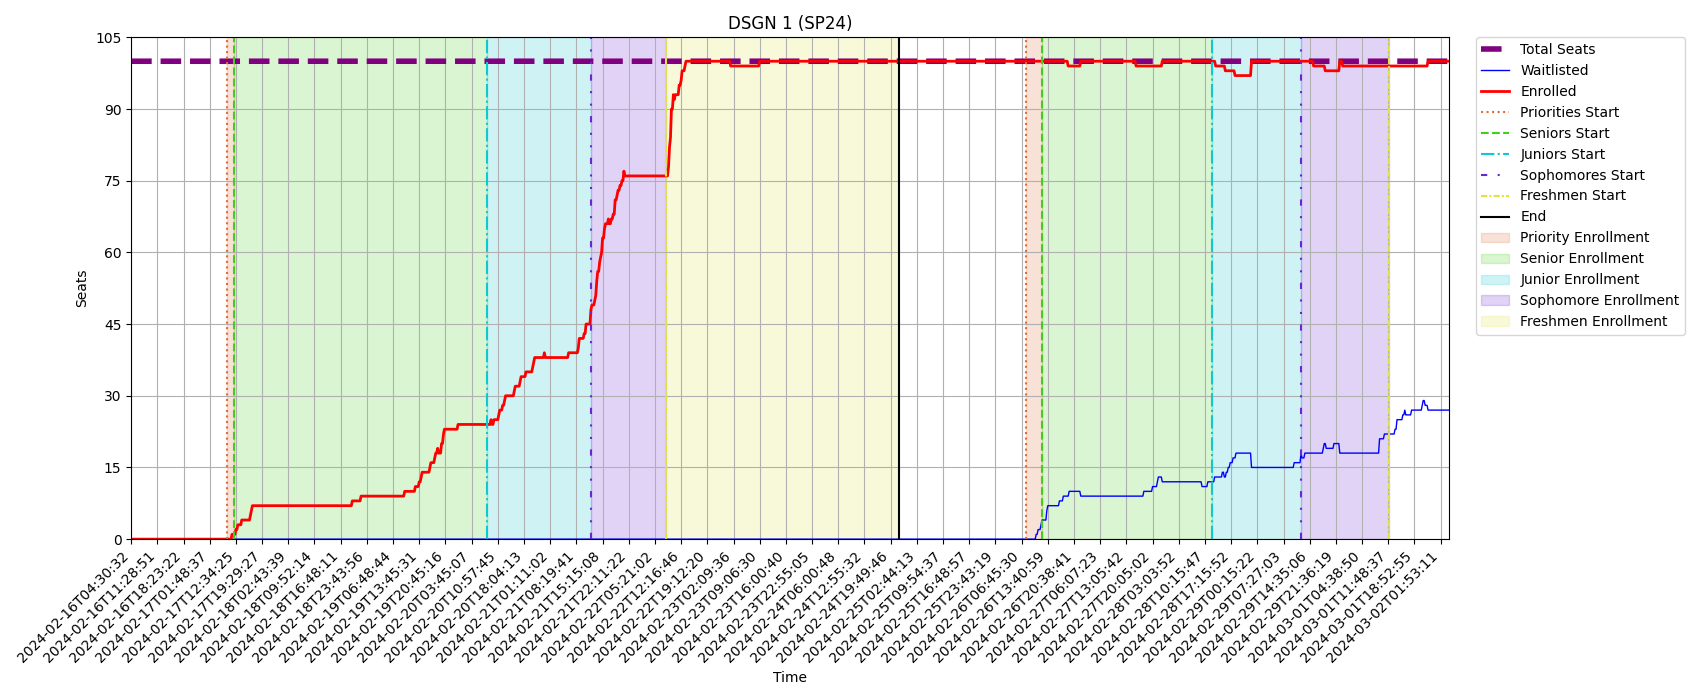 DSGN 1 (SP24)
105
90
75
60
45
30
15
0
Seats
2024-02-16T04:30:32
2024-02-16T11:28:51
2024-02-16T18:23:22
2024-02-17T01:48:37
2024-02-17T12:34:25
2024-02-17T19:29:27
2024-02-18T02:43:39
2024-02-18T09:52:14
2024-02-18T16:48:11
2024-02-18T23:43:56
2024-02-19T06:48:44
2024-02-19T13:45:31
2024-02-19T20:45:16
2024-02-20T03:45:07
2024-02-20T10:57:45
2024-02-20T18:04:13
2024-02-21T01:11:02
2024-02-21T08:19:41
2024-02-21T15:15:08
2024-02-21T22:11:22
2024-02-22T05:21:02
2024-02-22T12:16:46
2024-02-22T19:12:20
2024-02-23T02:09:36
2024-02-23T09:06:30
2024-02-23T16:00:40
2024-02-23T22:55:05
2024-02-24T06:00:48
2024-02-24T12:55:32
2024-02-24T19:49:46
2024-02-25T02:44:13
2024-02-25T09:54:37
2024-02-25T16:48:57
2024-02-25T23:43:19
2024-02-26T06:45:30
2024-02-26T13:40:59
2024-02-26T20:38:41
2024-02-27T06:07:23
2024-02-27T13:05:42
2024-02-27T20:05:02
2024-02-28T03:03:52
2024-02-28T10:15:47
2024-02-28T17:15:52
2024-02-29T00:15:22
2024-02-29T07:27:03
2024-02-29T14:35:06
2024-02-29T21:36:19
2024-03-01T04:38:50
2024-03-01T11:48:37
2024-03-01T18:52:55
2024-03-02T01:53:11
Time
Total Seats
Waitlisted
Enrolled
Priorities Start
Seniors Start
Juniors Start
Sophomores Start
Freshmen Start
End
Priority Enrollment
Senior Enrollment
Junior Enrollment
Sophomore Enrollment
Freshmen Enrollment